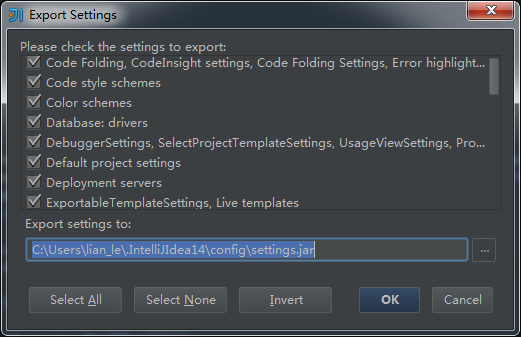 Export Settings
Please check the settings to export:
Code Folding, CodeInsight settings, Code Folding Settings, Error highlight...
Code style schemes
Color schemes
Database: drivers
DebuggerSettings, SelectProjectTemplateSettings, UsageViewSettings, Pro...
Default project settings
Deployment servers
ExportableTemplateSettings, Live templates
Export settings to:
C:\Users\lian_le\.IntelliJIdea14\config\settings.jar
...
Select All
Select None
Invert
OK
Cancel